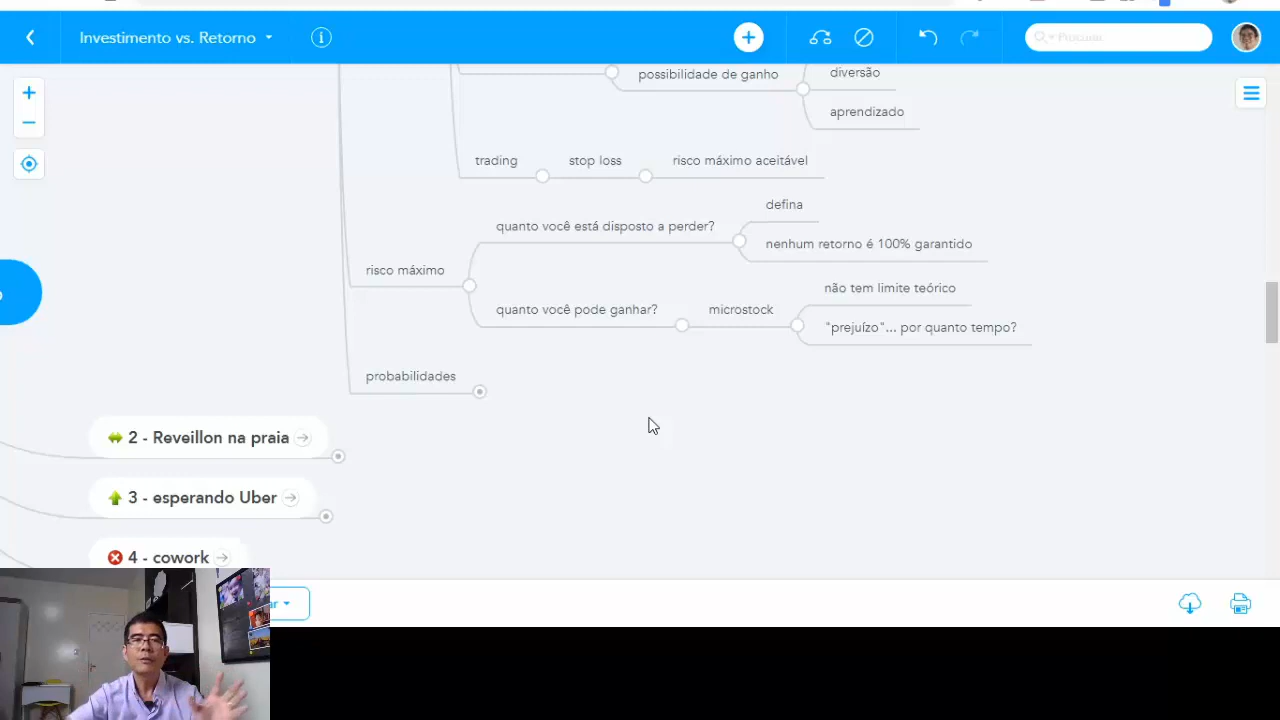 Investimento vs. Retorno
Procurar
possibilidade de ganho
diversão
aprendizado
trading
stop loss
risco máximo aceitável
risco máximo
quanto você está disposto a perder?
defina
nenhum retorno é 100% garantido
quanto você pode ganhar?
microstock
não tem limite teórico
"prejuízo"... por quanto tempo?
probabilidades
2 - Reveillon na praia
3 - esperando Uber
4 - cowork